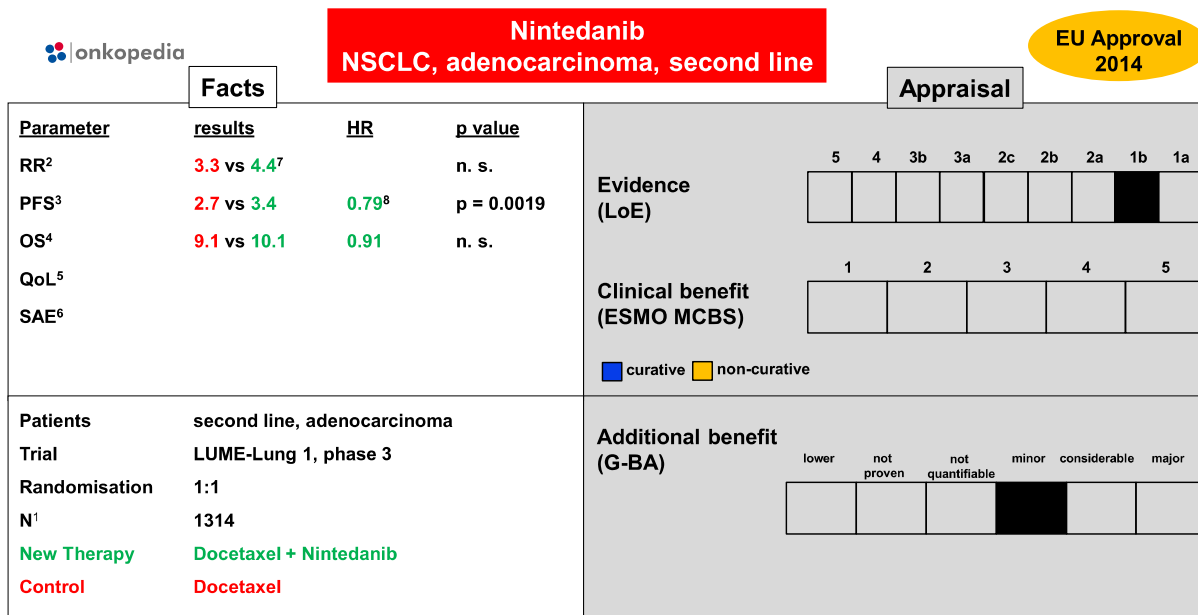 onkopedia
Nintedanib
NSCLC, adenocarcinoma, second line
EU Approval
2014
Facts
Parameter results HR p value
RR² 3.3 vs 4.4⁷ n. s.
PFS³ 2.7 vs 3.4 0.79⁸ p = 0.0019
OS⁴ 9.1 vs 10.1 0.91 n. s.
QoL⁵
SAE⁶
Patients second line, adenocarcinoma
Trial LUME-Lung 1, phase 3
Randomisation 1:1
N¹ 1314
New Therapy Docetaxel + Nintedanib
Control Docetaxel
Appraisal
5 4 3b 3a 2c 2b 2a 1b 1a
Evidence
(LoE)
1 2 3 4 5
Clinical benefit
(ESMO MCBS)
curative non-curative
Additional benefit
(G-BA)
lower not proven not quantifiable minor considerable major